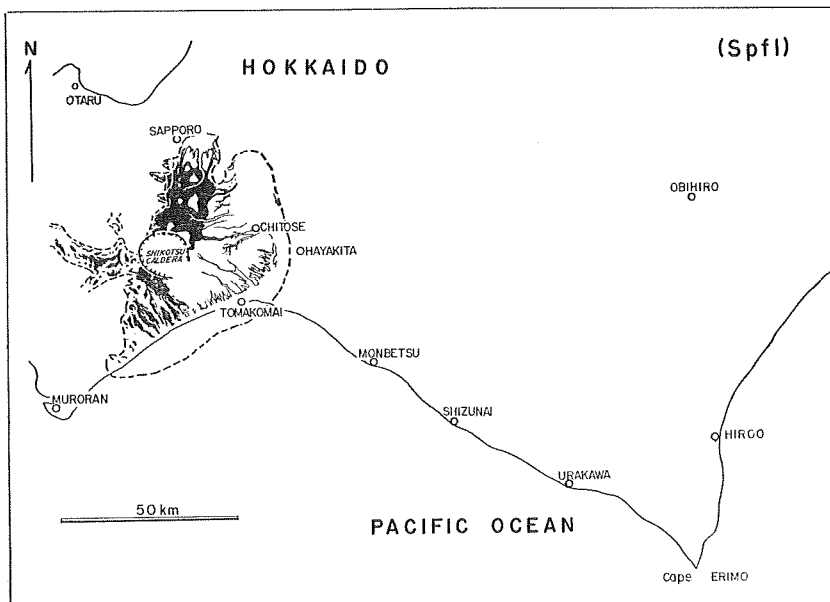 N
HOKKAIDO
(Spfl)
OTARU
SAPPORO
OBIHIRO
CHITOSE
SHIKOTSU
CALDERA
HAYAKITA
TOMAKOMAI
MONBETSU
MURORAN
SHIZUNAI
HIROO
URAKAWA
50 km
PACIFIC OCEAN
Cape ERIMO